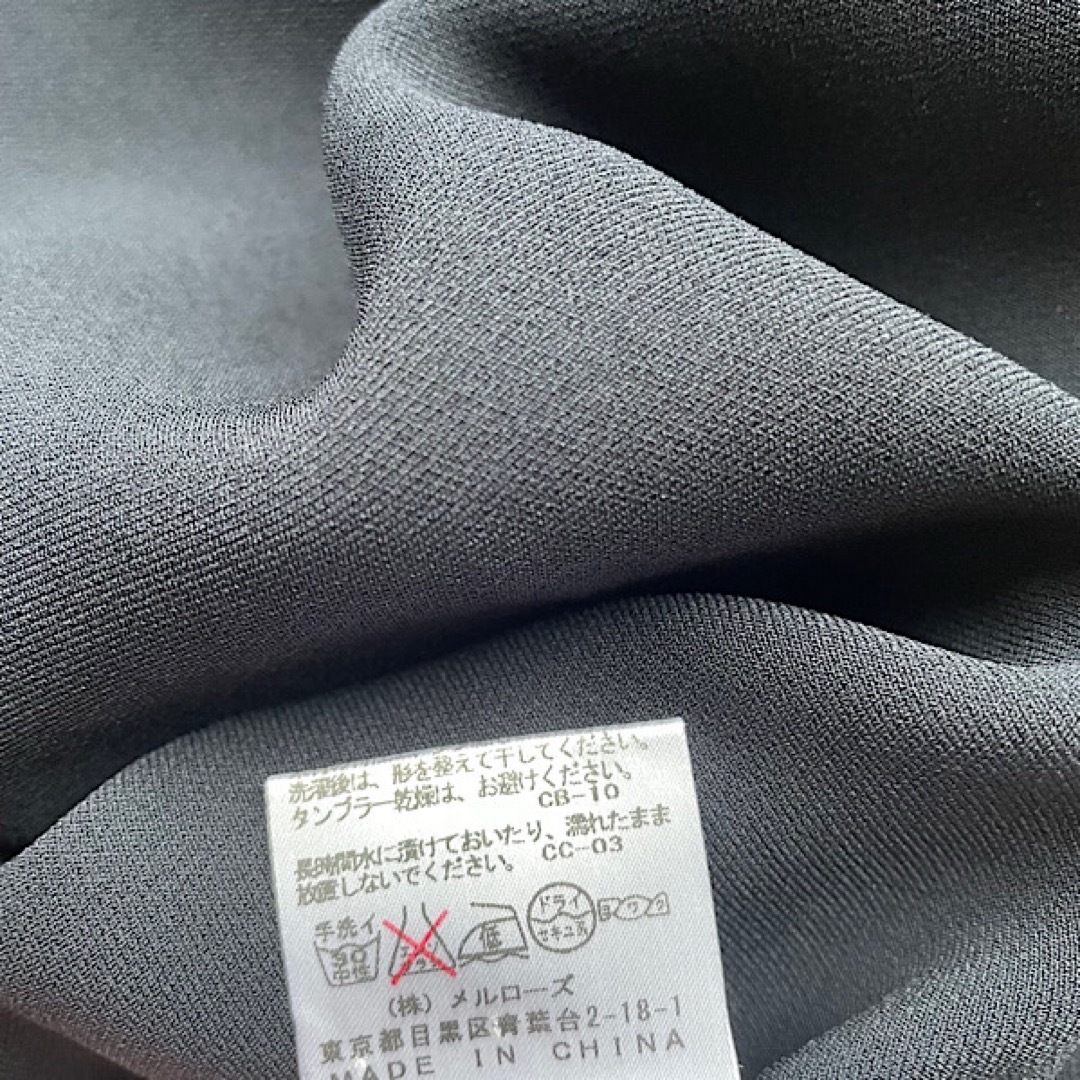 洗濯後は、形を整えて干してください。
タンブラー乾燥は、お避けください。
CB-10
長時間水に漬けておいたり、濡れたまま
放置しないでください。 CC-03
手洗イ
30
中性
低
ドライ
セキユ系
(株) メルローズ
東京都目黒区青葉台2-18-1
MADE IN CHINA